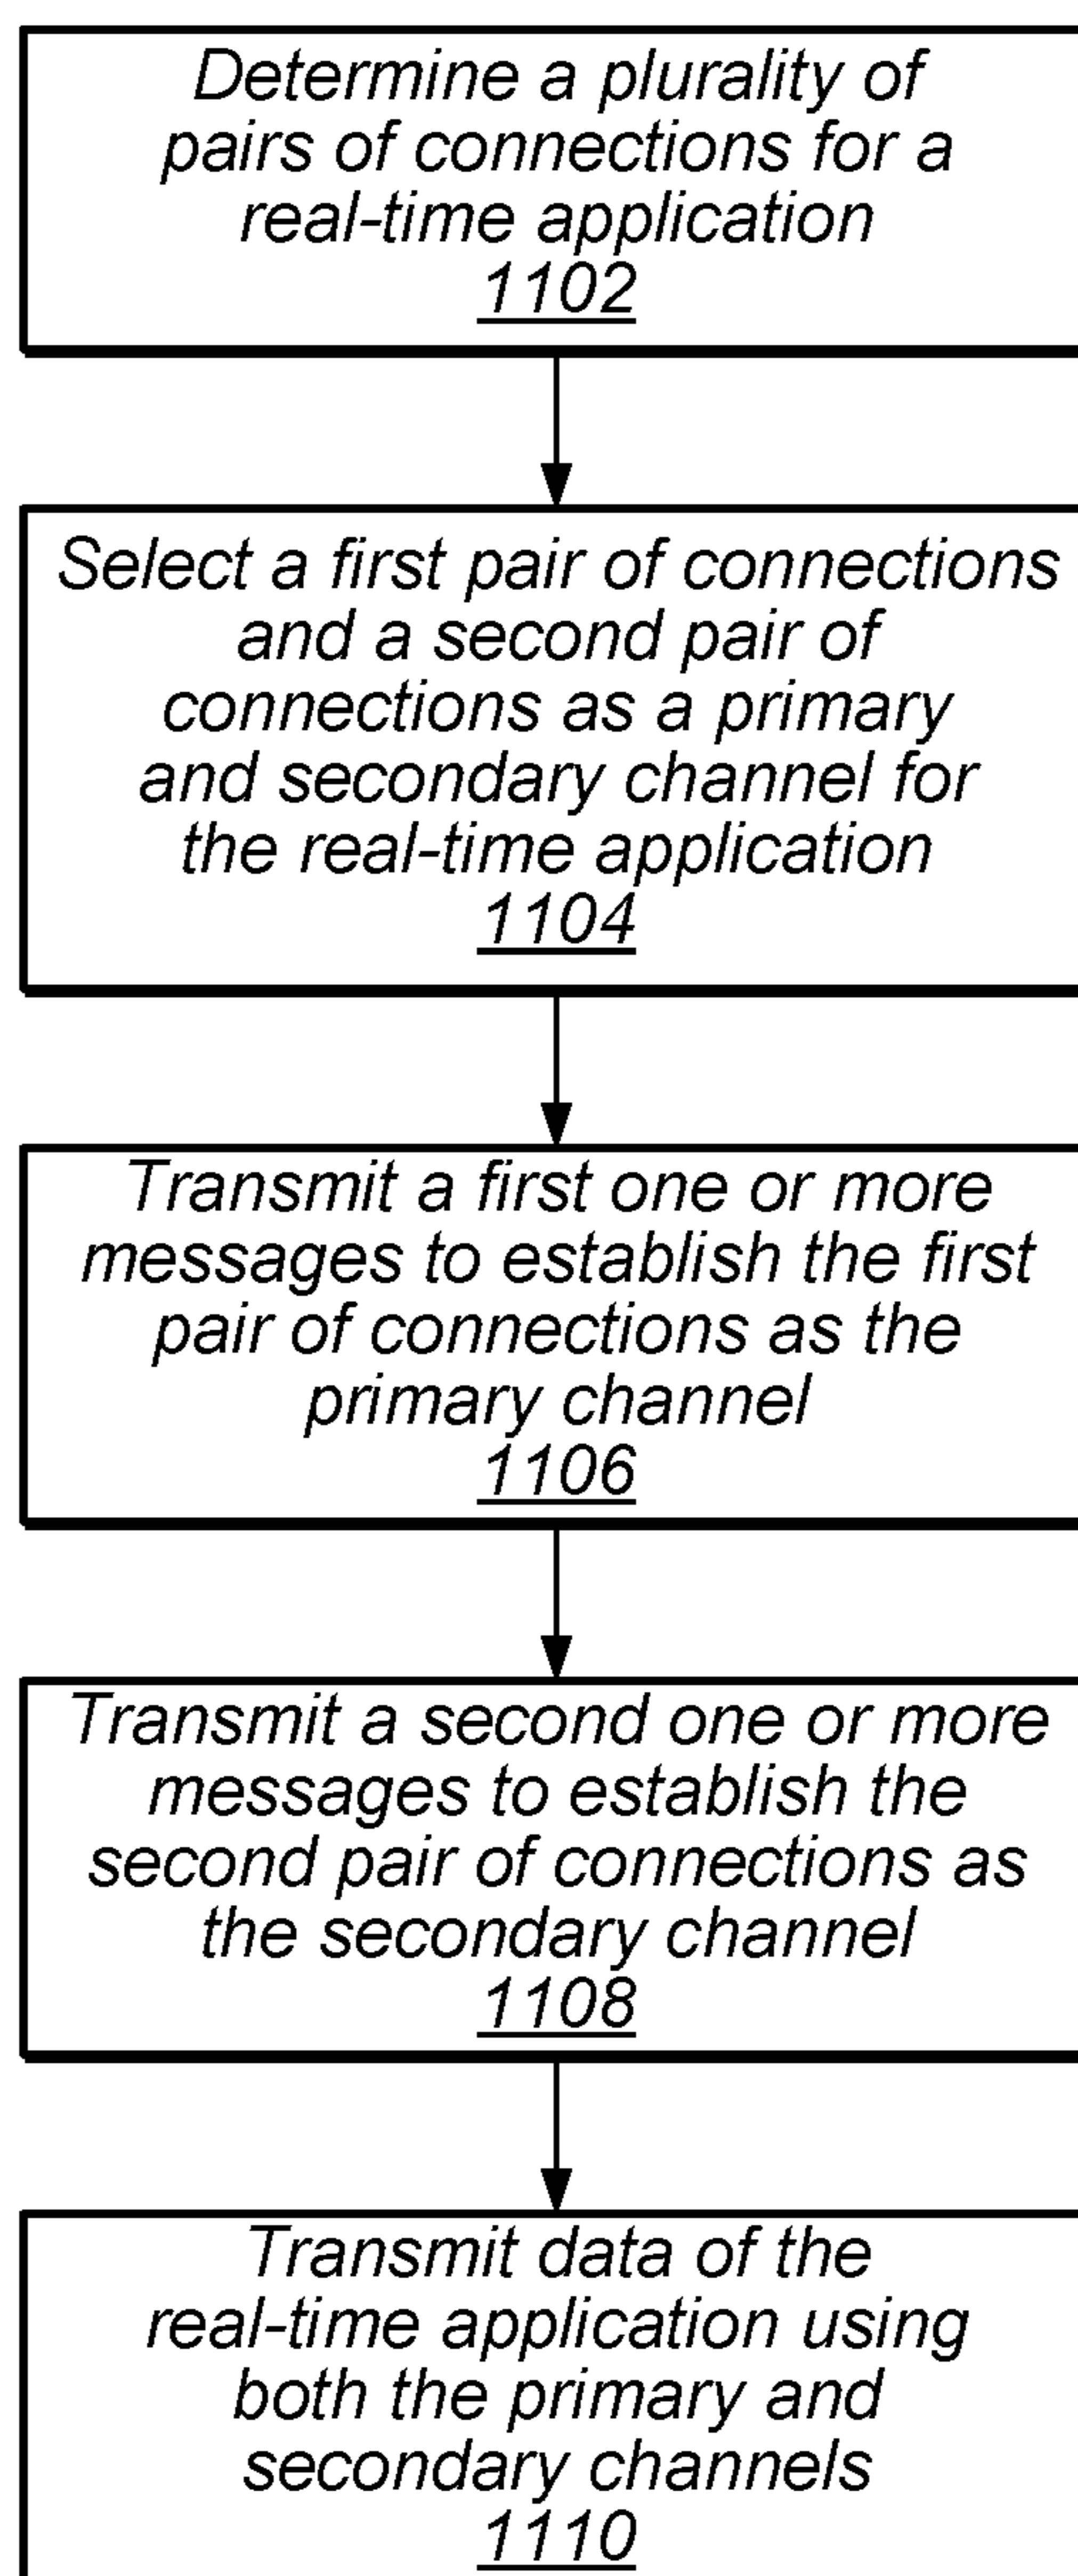 Determine a plurality of
pairs of connections for a
real-time application
1102
Select a first pair of connections
and a second pair of
connections as a primary
and secondary channel for
the real-time application
1104
Transmit a first one or more
messages to establish the first
pair of connections as the
primary channel
1106
Transmit a second one or more
messages to establish the
second pair of connections as
the secondary channel
1108
Transmit data of the
real-time application using
both the primary and
secondary channels
1110